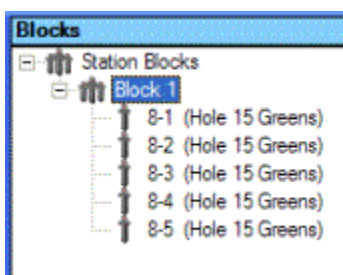 Blocks
Station Blocks
Block 1
8-1 (Hole 15 Greens)
8-2 (Hole 15 Greens)
8-3 (Hole 15 Greens)
8-4 (Hole 15 Greens)
8-5 (Hole 15 Greens)